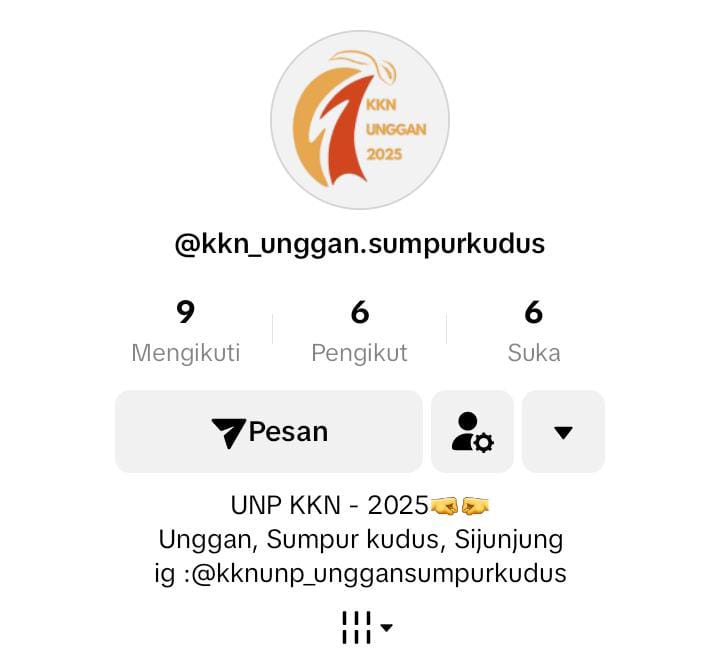 KKN
UNGGAN
2025
@kkn_unggan.sumpurkudus
9 6 6
Mengikuti Pengikut Suka
Pesan
UNP KKN - 2025🤜🤛
Unggan, Sumpur kudus, Sijunjung
ig :@kknunp_unggansumpurkudus